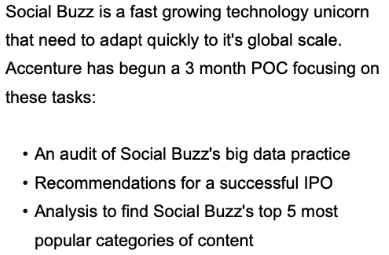 Social Buzz is a fast growing technology unicorn
that need to adapt quickly to it's global scale.
Accenture has begun a 3 month POC focusing on
these tasks:
• An audit of Social Buzz's big data practice
• Recommendations for a successful IPO
• Analysis to find Social Buzz's top 5 most
popular categories of content